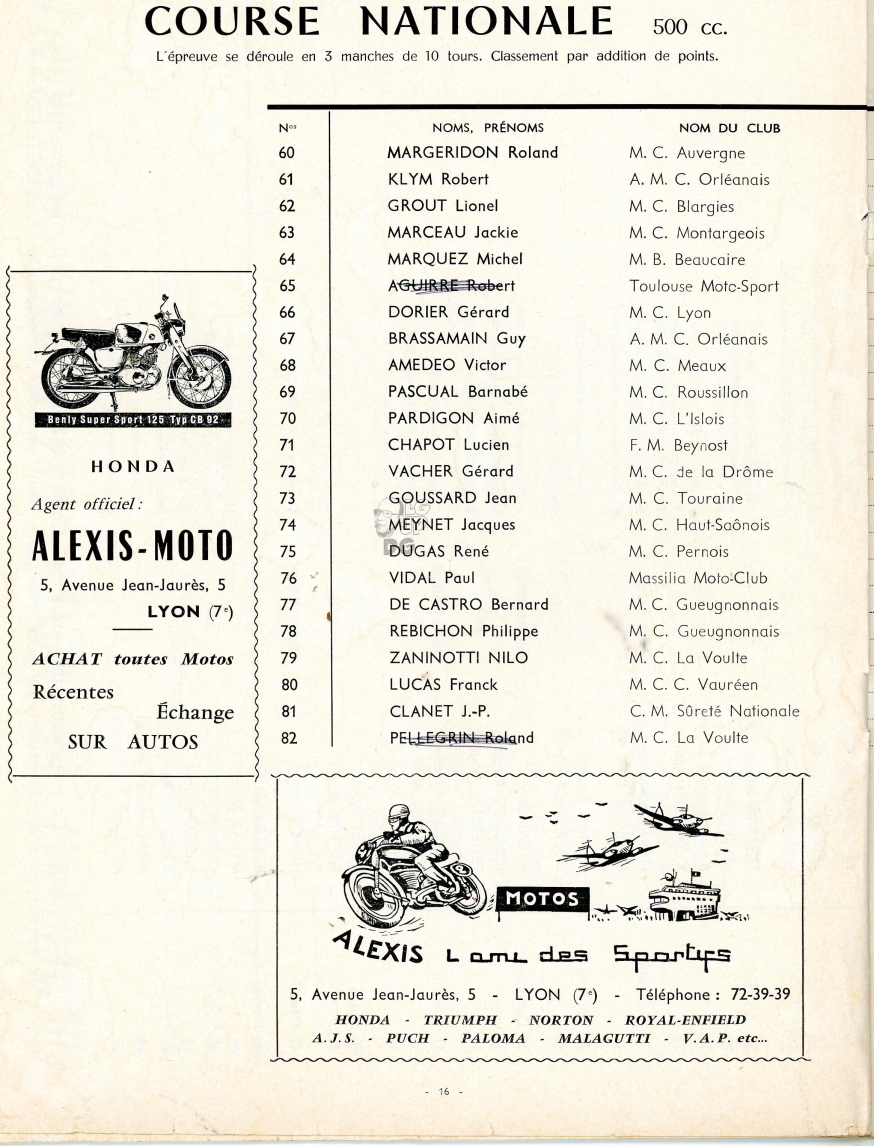 COURSE NATIONALE 500 cc.
L'épreuve se déroule en 3 manches de 10 tours. Classement par addition de points.
Nos NOMS, PRÉNOMS NOM DU CLUB
60 MARGERIDON Roland M. C. Auvergne
61 KLYM Robert A. M. C. Orléanais
62 GROUT Lionel M. C. Blargies
63 MARCEAU Jackie M. C. Montargeois
64 MARQUEZ Michel M. B. Beaucaire
65 AGUIRRE Robert Toulouse Moto-Sport
66 DORIER Gérard M. C. Lyon
67 BRASSAMAIN Guy A. M. C. Orléanais
68 AMEDEO Victor M. C. Meaux
69 PASCUAL Barnabé M. C. Roussillon
70 PARDIGON Aimé M. C. L'Islois
71 CHAPOT Lucien F. M. Beynost
72 VACHER Gérard M. C. de la Drôme
73 GOUSSARD Jean M. C. Touraine
74 MEYNET Jacques M. C. Haut-Saônois
75 DUGAS René M. C. Pernois
76 VIDAL Paul Massilia Moto-Club
77 DE CASTRO Bernard M. C. Gueugnonnais
78 REBICHON Philippe M. C. Gueugnonnais
79 ZANINOTTI NILO M. C. La Voulte
80 LUCAS Franck M. C. C. Vauréen
81 CLANET J.-P. C. M. Sûreté Nationale
82 PELLEGRIN Roland M. C. La Voulte
Benly Super Sport 125 Typ CB 92
HONDA
Agent officiel :
ALEXIS-MOTO
5, Avenue Jean-Jaurès, 5
LYON (7e)
ACHAT toutes Motos
Récentes
Échange
SUR AUTOS
MOTOS
ALEXIS L ami des Sportifs
5, Avenue Jean-Jaurès, 5 - LYON (7e) - Téléphone : 72-39-39
HONDA - TRIUMPH - NORTON - ROYAL-ENFIELD
A.J.S. - PUCH - PALOMA - MALAGUTTI - V.A.P. etc...
- 16 -